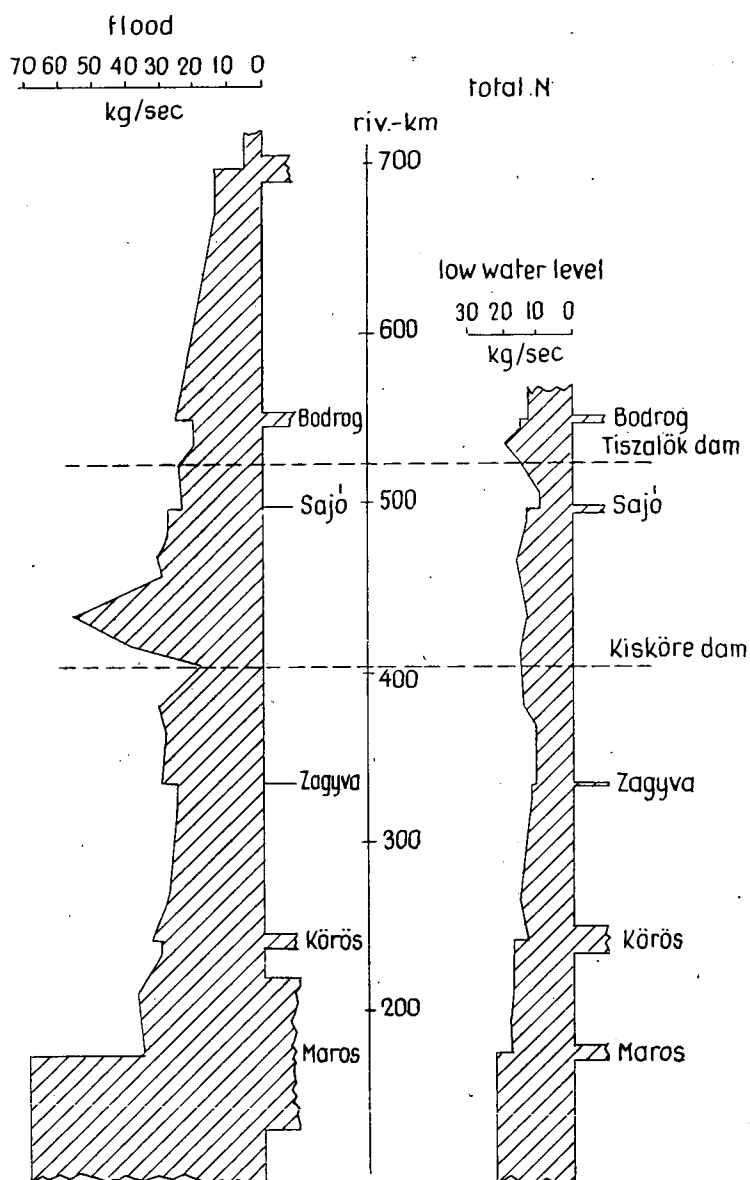 flood
70 60 50 40 30 20 10 0
kg/sec
total N
riv.-km
700
low water level
30 20 10 0
kg/sec
600
Bodrog
Bodrog
Tiszalök dam
500
Sajó
Sajó
Kisköre dam
400
Zagyva
Zagyva
300
Körös
Körös
200
Maros
Maros